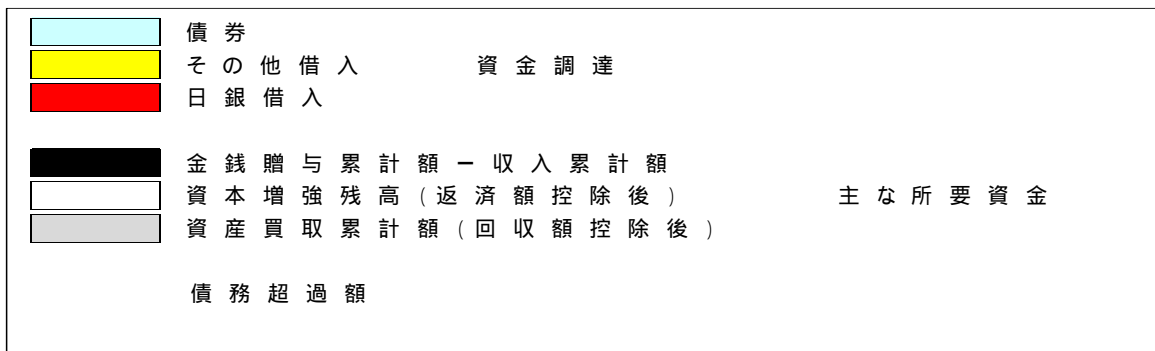 債券
その他借入 資金調達
日銀借入
金銭贈与累計額－収入累計額
資本増強残高(返済額控除後) 主な所要資金
資産買取累計額(回収額控除後)
債務超過額